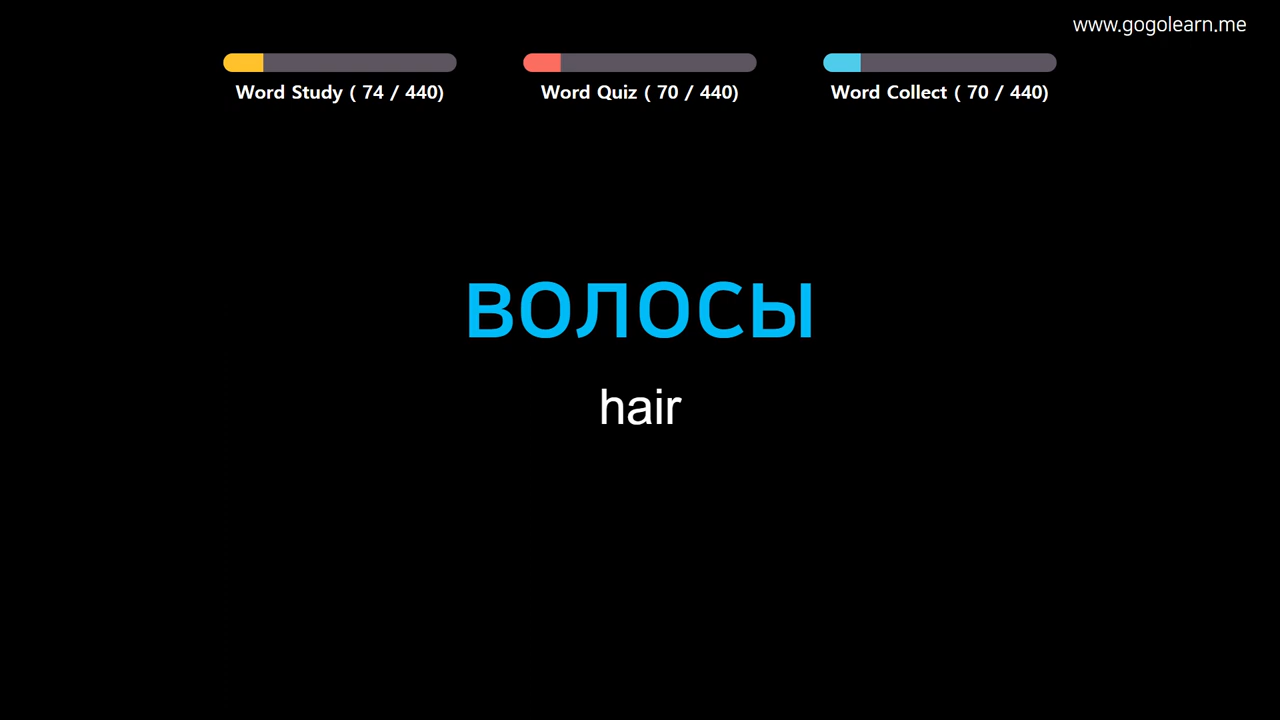 www.gogolearn.me
Word Study ( 74 / 440)
Word Quiz ( 70 / 440)
Word Collect ( 70 / 440)
волосы
hair